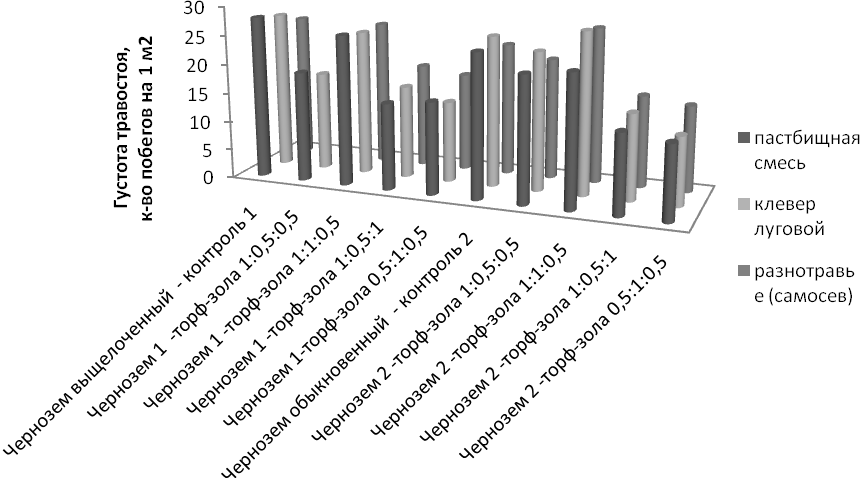 Густота травостоя,
к-во побегов на 1 м2
30
25
20
15
10
5
0
Чернозем выщелоченный - контроль 1
Чернозем 1 -торф-зола 1:0,5:0,5
Чернозем 1 -торф-зола 1:1:0,5
Чернозем 1 -торф-зола 1:0,5:1
Чернозем 1-торф-зола 0,5:1:0,5
Чернозем обыкновенный - контроль 2
Чернозем 2 -торф-зола 1:0,5:0,5
Чернозем 2 -торф-зола 1:1:0,5
Чернозем 2 -торф-зола 1:0,5:1
Чернозем 2 -торф-зола 0,5:1:0,5
пастбищная
смесь
клевер
луговой
разнотравь
е (самосев)